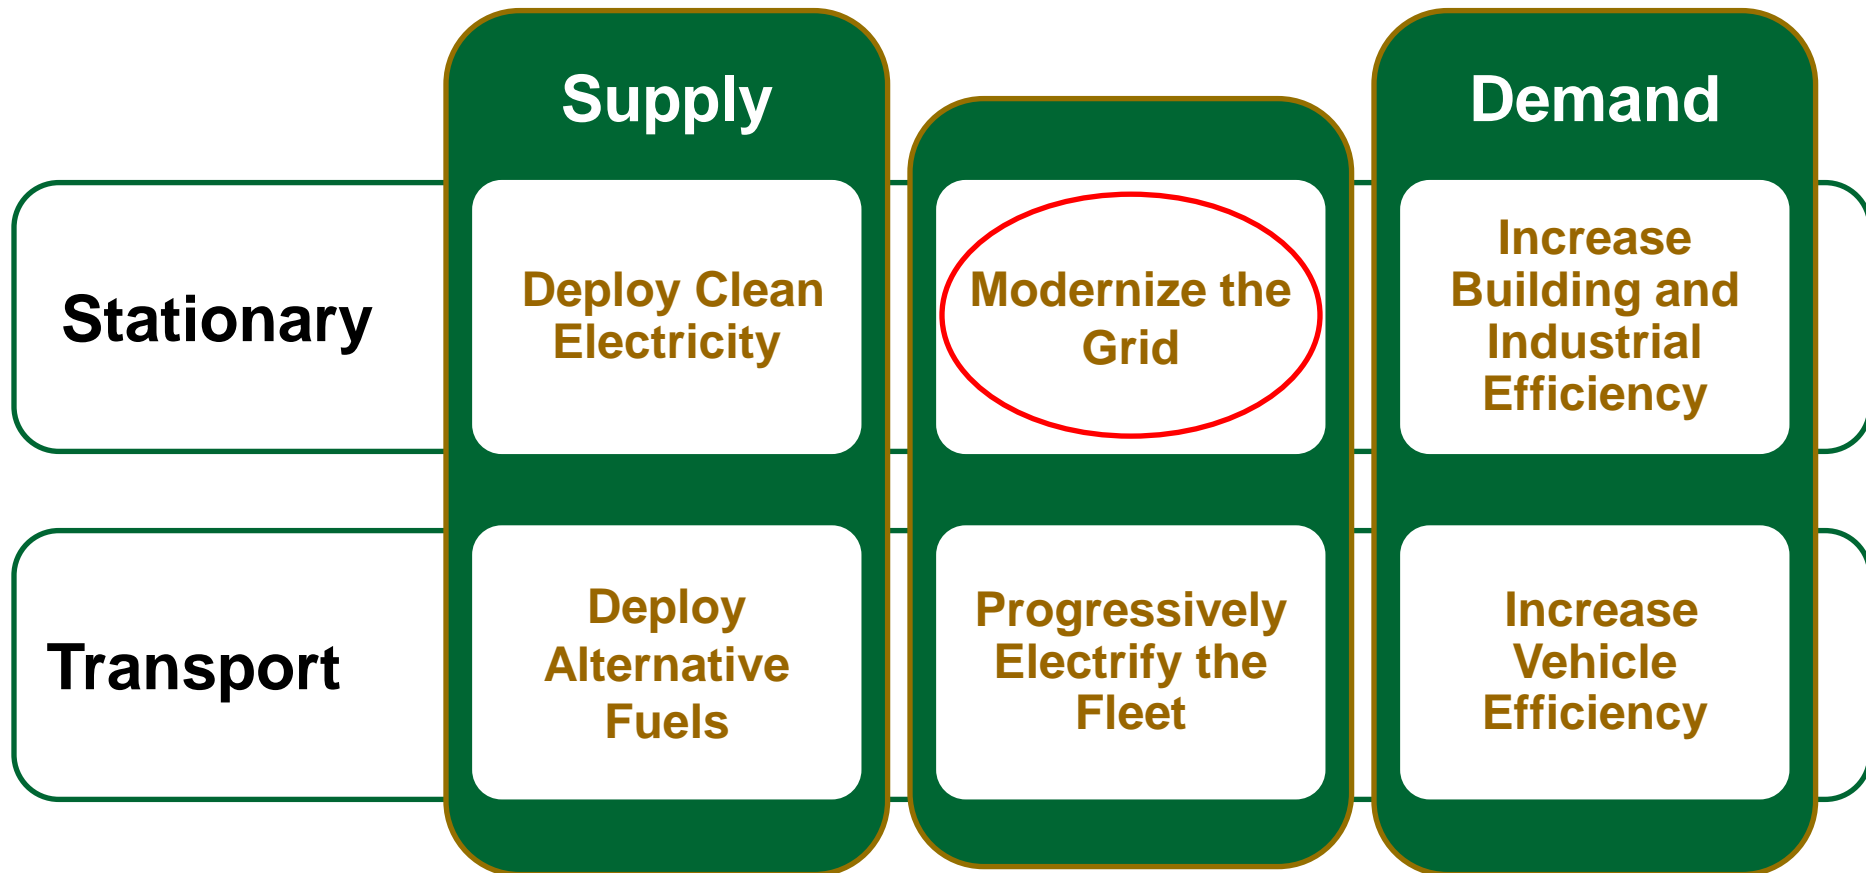 Supply
Demand
Stationary
Deploy Clean
Electricity
Modernize the
Grid
Increase
Building and
Industrial
Efficiency
Transport
Deploy
Alternative
Fuels
Progressively
Electrify the
Fleet
Increase
Vehicle
Efficiency